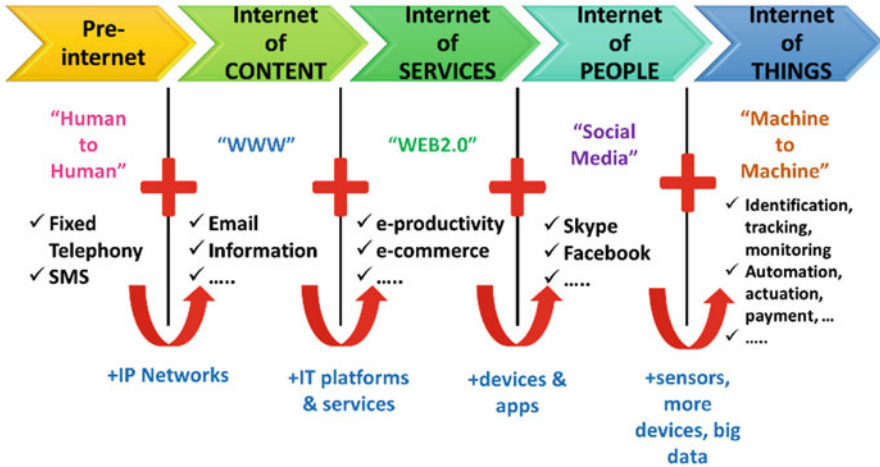 Pre-
internet
Internet
of
CONTENT
Internet
of
SERVICES
Internet
of
PEOPLE
Internet
of
THINGS
“Human
to
Human”
“WWW”
“WEB2.0”
“Social
Media”
“Machine
to
Machine”
✓ Fixed
Telephony
✓ SMS
✓ Email
✓ Information
✓ .....
✓ e-productivity
✓ e-commerce
✓ .....
✓ Skype
✓ Facebook
✓ .....
✓ Identification,
tracking,
monitoring
✓ Automation,
actuation,
payment, ...
✓ .....
+IP Networks
+IT platforms
& services
+devices &
apps
+sensors,
more
devices, big
data